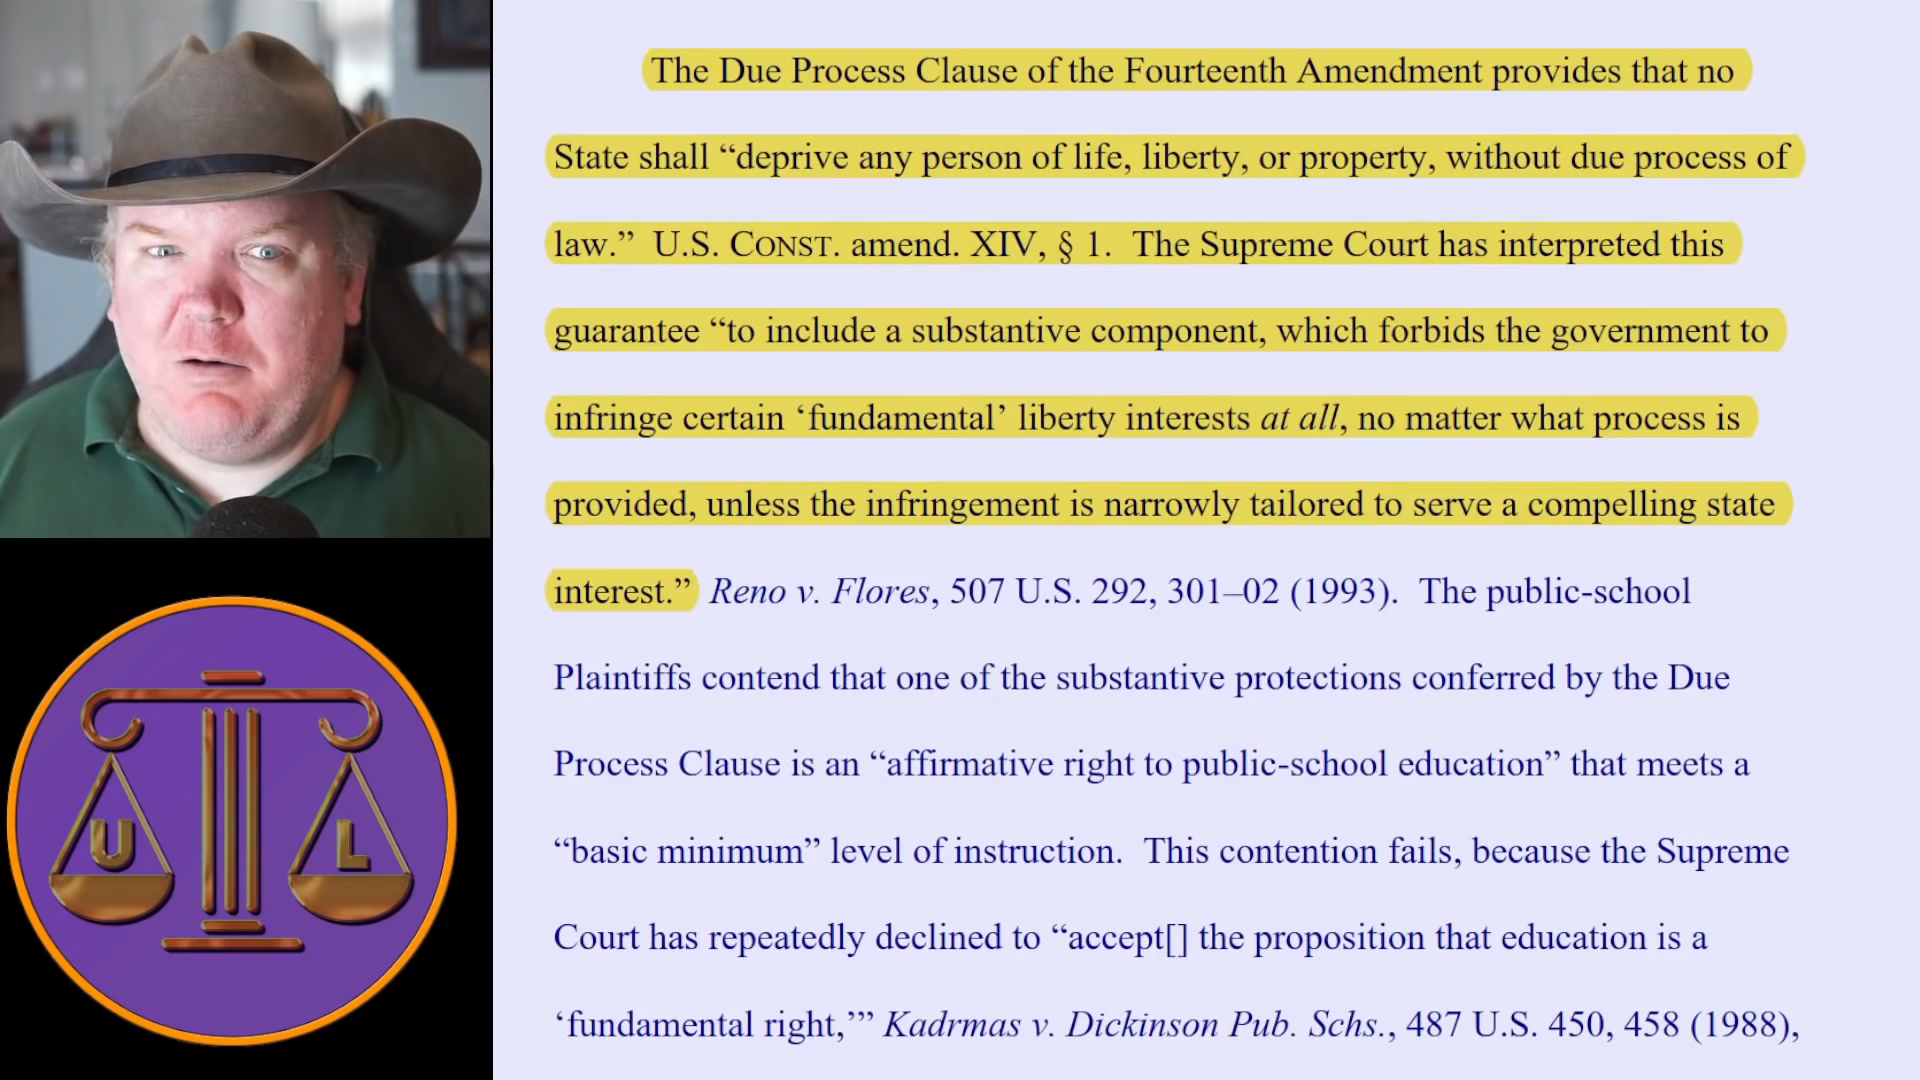 The Due Process Clause of the Fourteenth Amendment provides that no
State shall “deprive any person of life, liberty, or property, without due process of
law.”  U.S. CONST. amend. XIV, § 1.  The Supreme Court has interpreted this
guarantee “to include a substantive component, which forbids the government to
infringe certain ‘fundamental’ liberty interests at all, no matter what process is
provided, unless the infringement is narrowly tailored to serve a compelling state
interest.” Reno v. Flores, 507 U.S. 292, 301–02 (1993).  The public-school
Plaintiffs contend that one of the substantive protections conferred by the Due
Process Clause is an “affirmative right to public-school education” that meets a
“basic minimum” level of instruction.  This contention fails, because the Supreme
Court has repeatedly declined to “accept[] the proposition that education is a
‘fundamental right,’” Kadrmas v. Dickinson Pub. Schs., 487 U.S. 450, 458 (1988),
U L